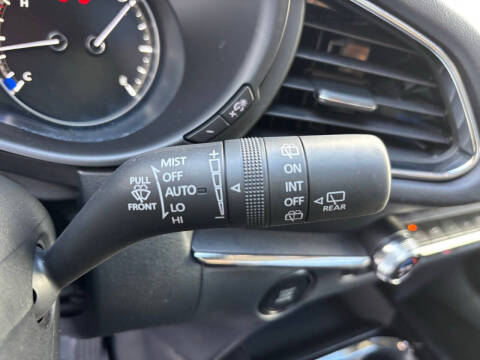 H
C
MIST
PULL OFF
AUTO
FRONT LO
HI
+
-
ON
INT
OFF
REAR